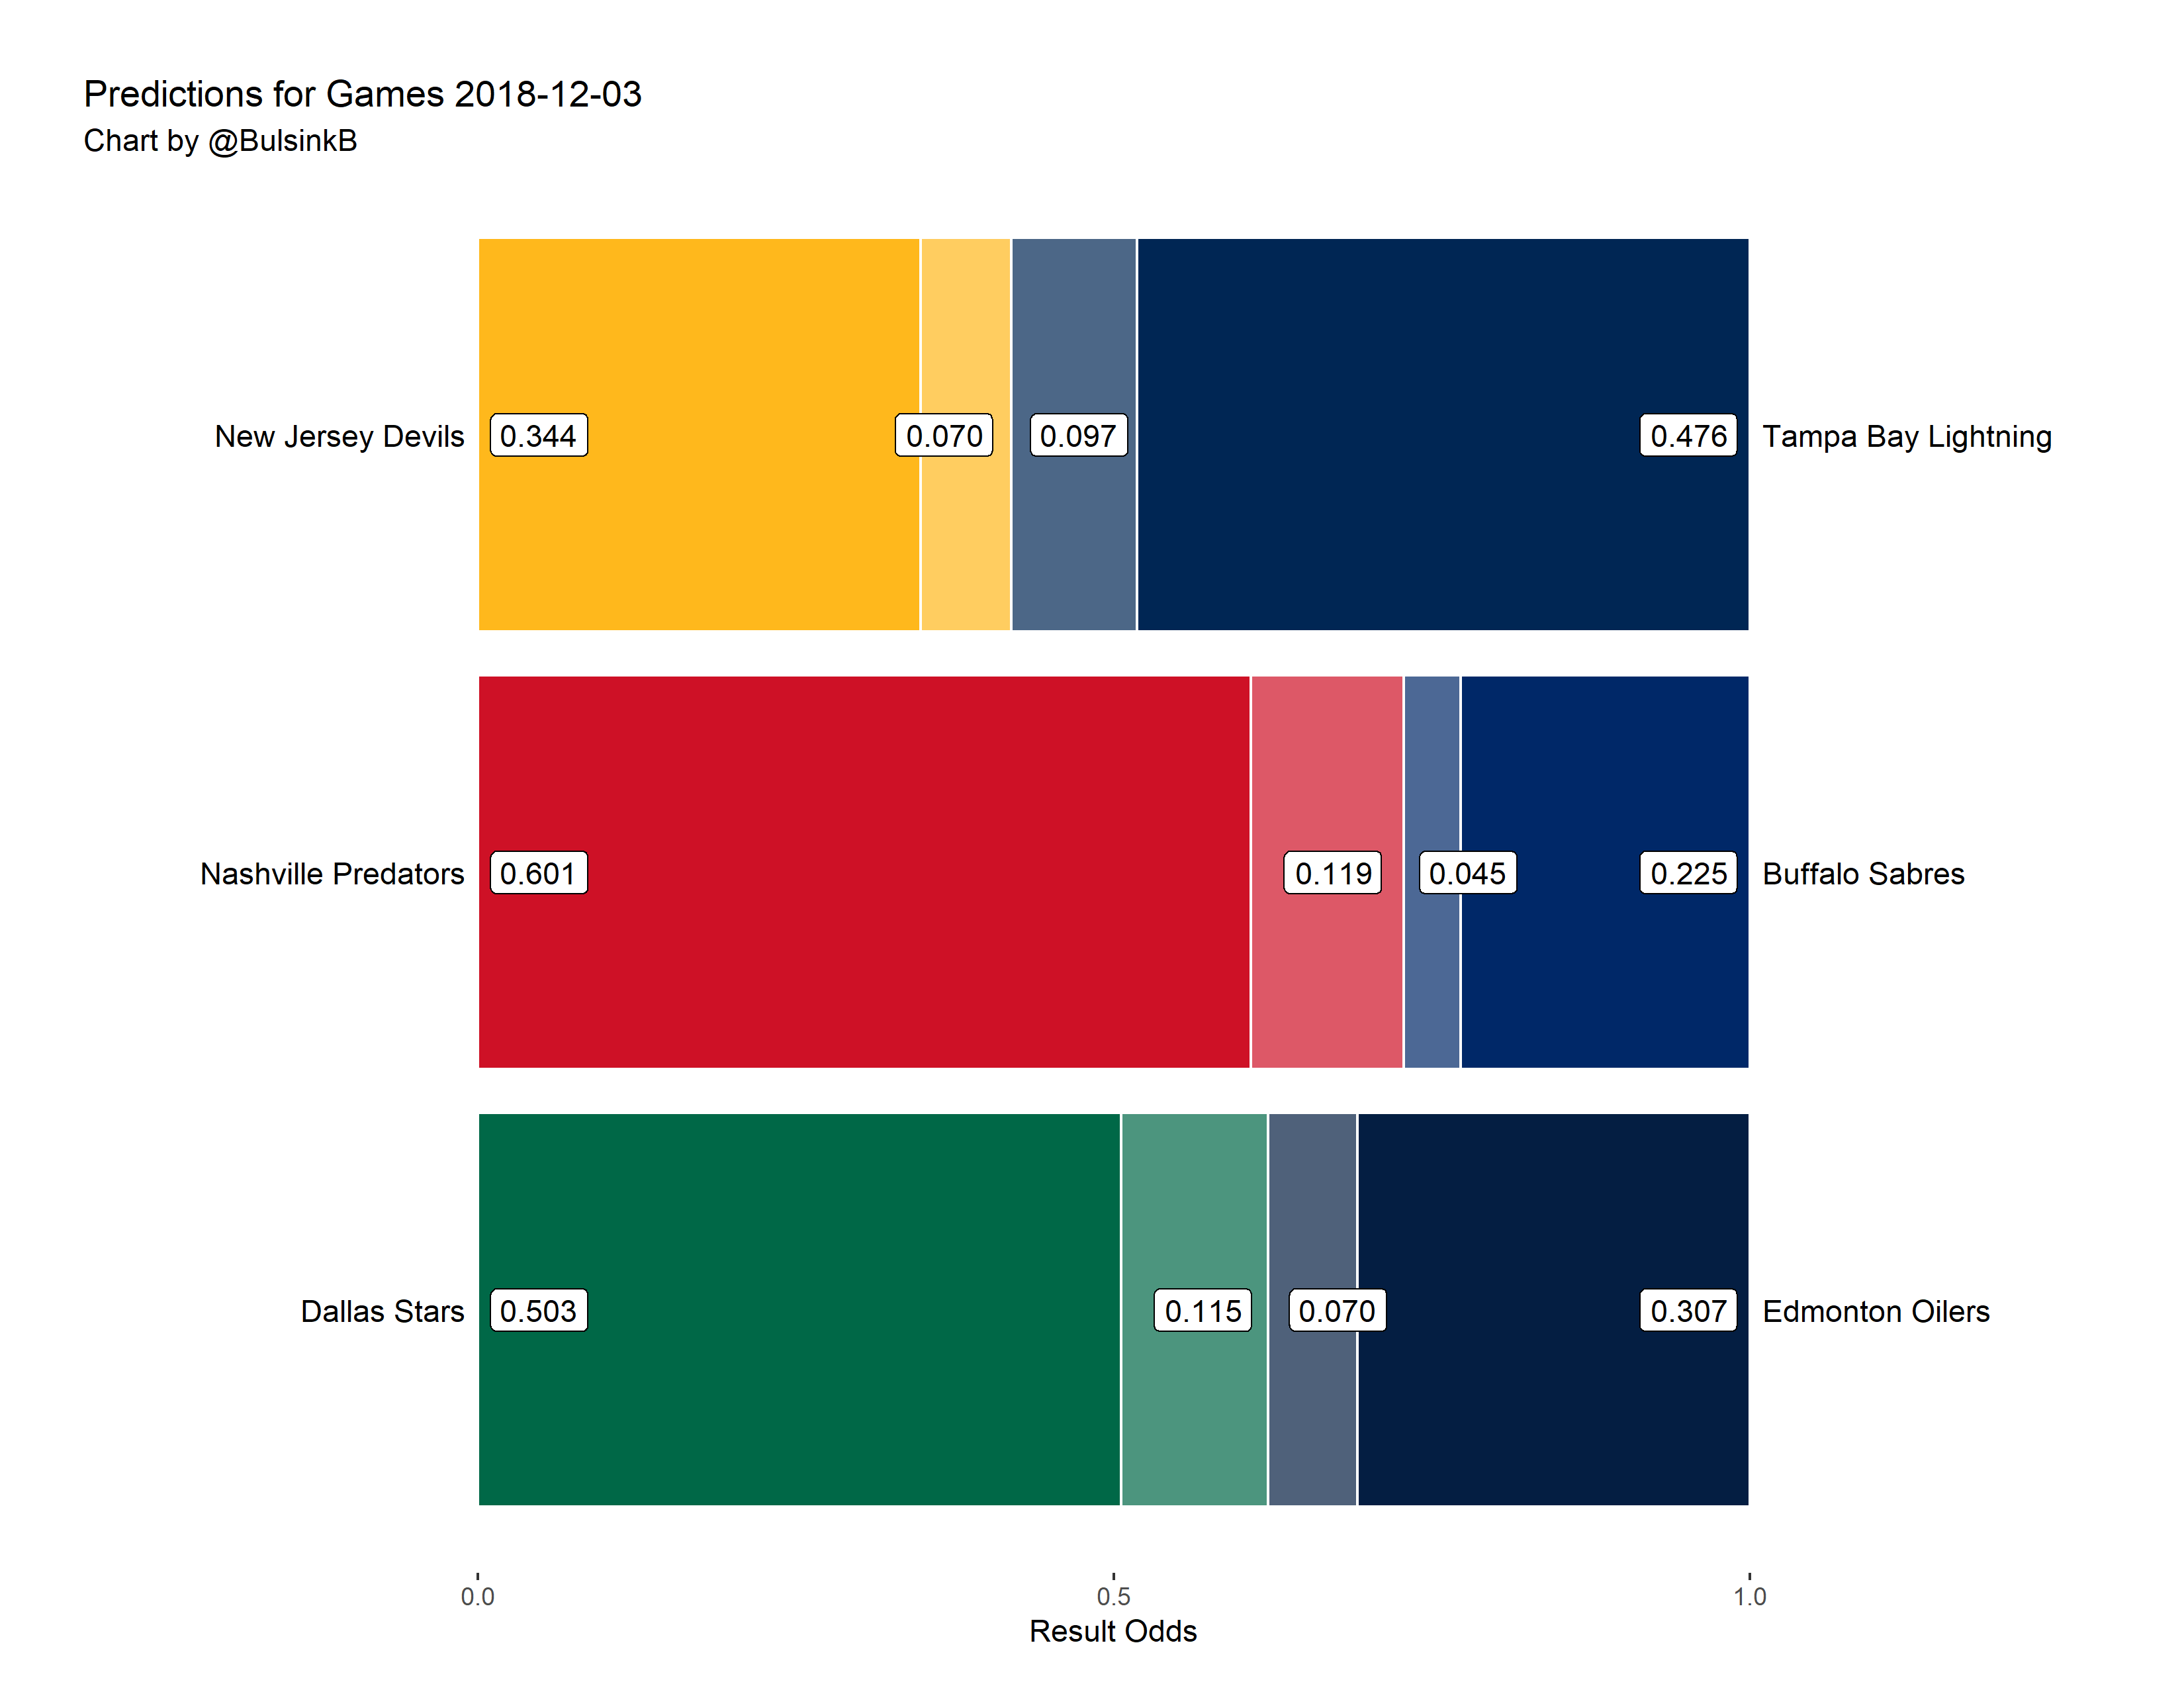 Predictions for Games 2018-12-03
Chart by @BulsinkB
New Jersey Devils 0.344 0.070 0.097 0.476 Tampa Bay Lightning
Nashville Predators 0.601 0.119 0.045 0.225 Buffalo Sabres
Dallas Stars 0.503 0.115 0.070 0.307 Edmonton Oilers
0.0 0.5 1.0
Result Odds